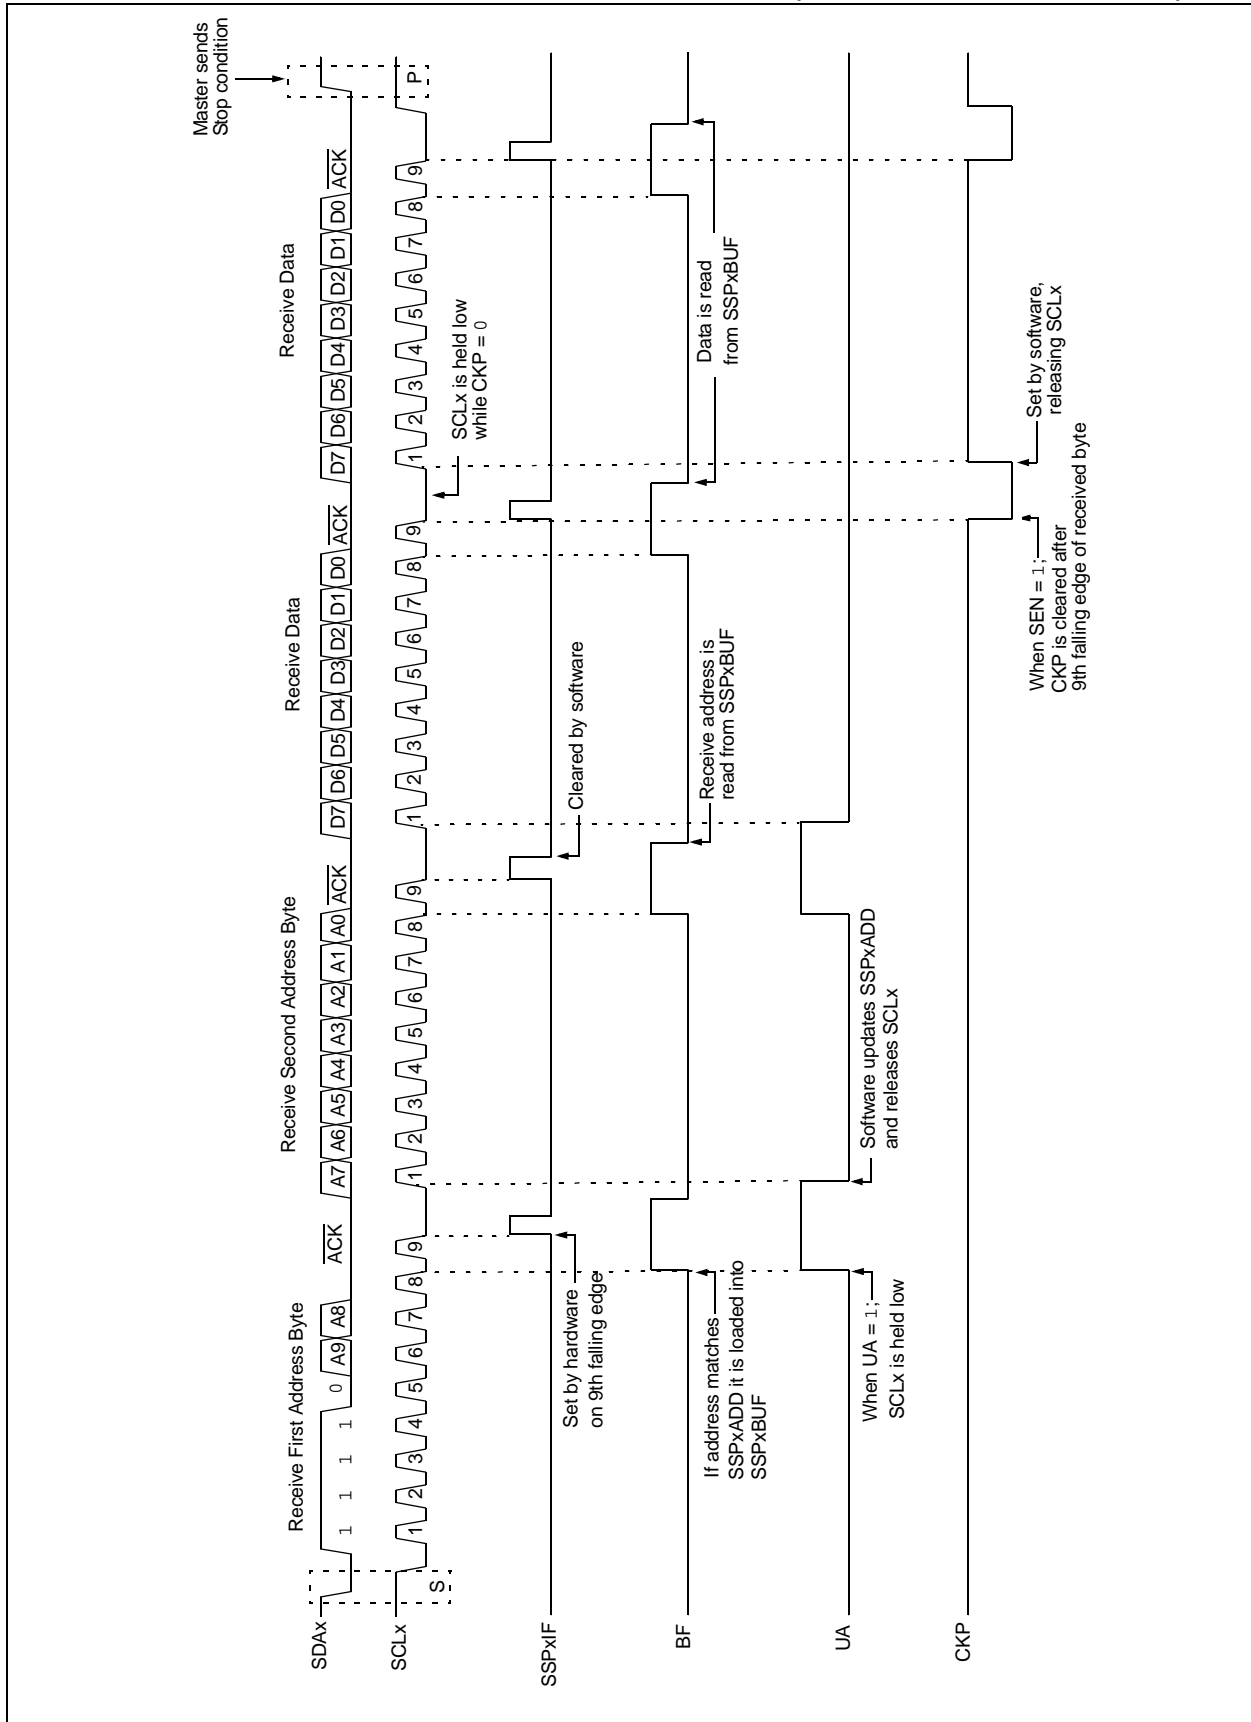 Master sends
Stop condition
Receive First Address Byte
Receive Second Address Byte
Receive Data
Receive Data
SDAx
1 1 1 1 0 A9 A8 ACK
A7 A6 A5 A4 A3 A2 A1 A0 ACK
D7 D6 D5 D4 D3 D2 D1 D0 ACK
D7 D6 D5 D4 D3 D2 D1 D0 ACK
SCLx
S
1 2 3 4 5 6 7 8 9
1 2 3 4 5 6 7 8 9
1 2 3 4 5 6 7 8 9
1 2 3 4 5 6 7 8 9
P
SCLx is held low
while CKP = 0
SSPxIF
Set by hardware
on 9th falling edge
Cleared by software
BF
If address matches
SSPxADD it is loaded into
SSPxBUF
Receive address is
read from SSPxBUF
Data is read
from SSPxBUF
UA
When UA = 1;
SCLx is held low
Software updates SSPxADD
and releases SCLx
CKP
When SEN = 1;
CKP is cleared after
9th falling edge of received byte
Set by software,
releasing SCLx